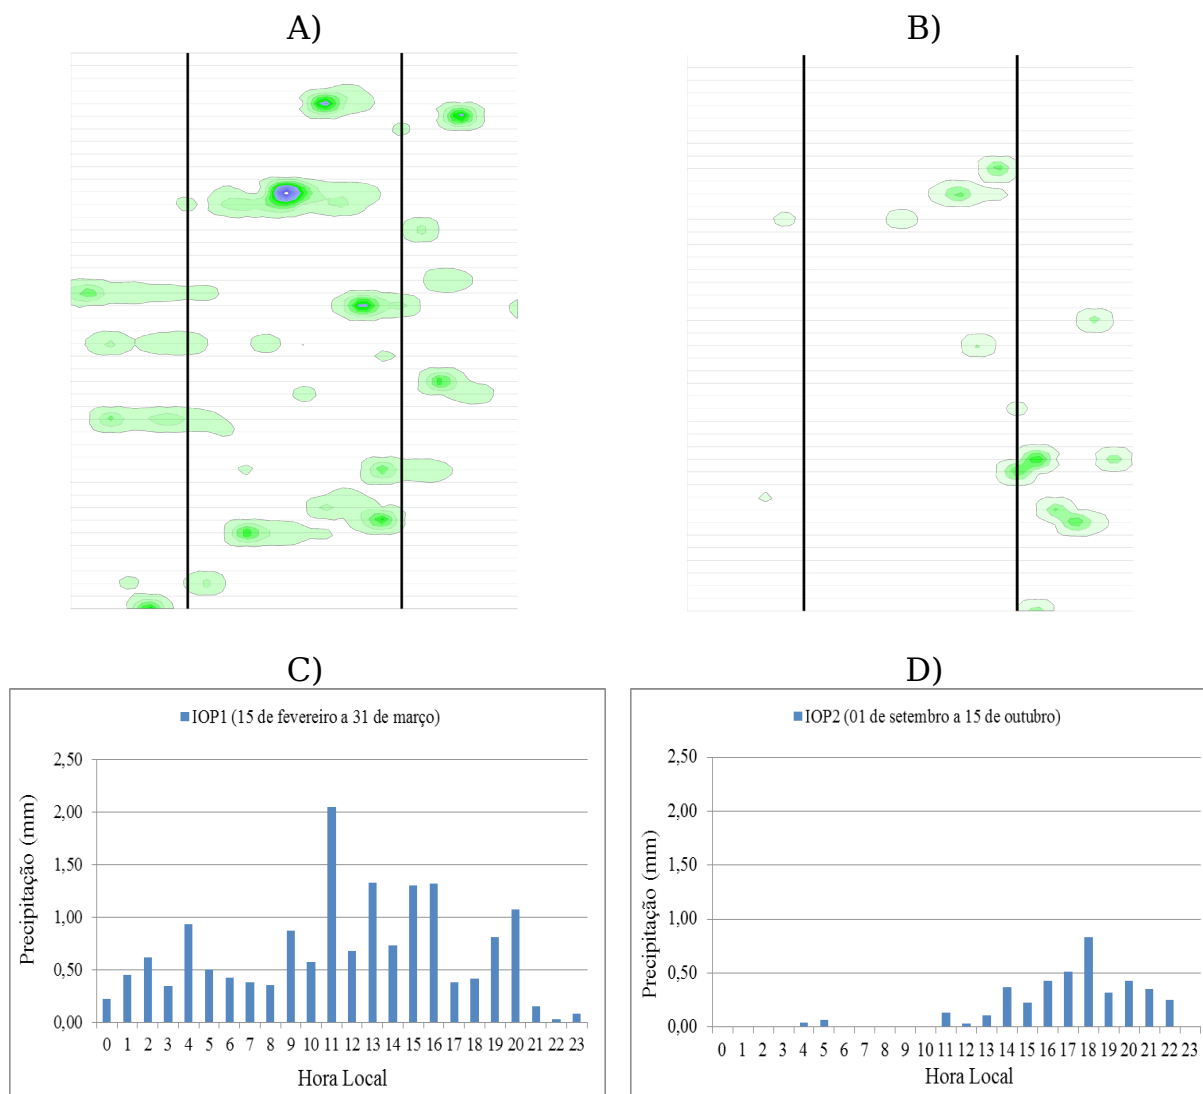 A)
B)
C)
D)
IOP1 (15 de fevereiro a 31 de março)
2,50
2,00
1,50
1,00
0,50
0,00
Precipitação (mm)
0 1 2 3 4 5 6 7 8 9 10 11 12 13 14 15 16 17 18 19 20 21 22 23
Hora Local
IOP2 (01 de setembro a 15 de outubro)
2,50
2,00
1,50
1,00
0,50
0,00
Precipitação (mm)
0 1 2 3 4 5 6 7 8 9 10 11 12 13 14 15 16 17 18 19 20 21 22 23
Hora Local